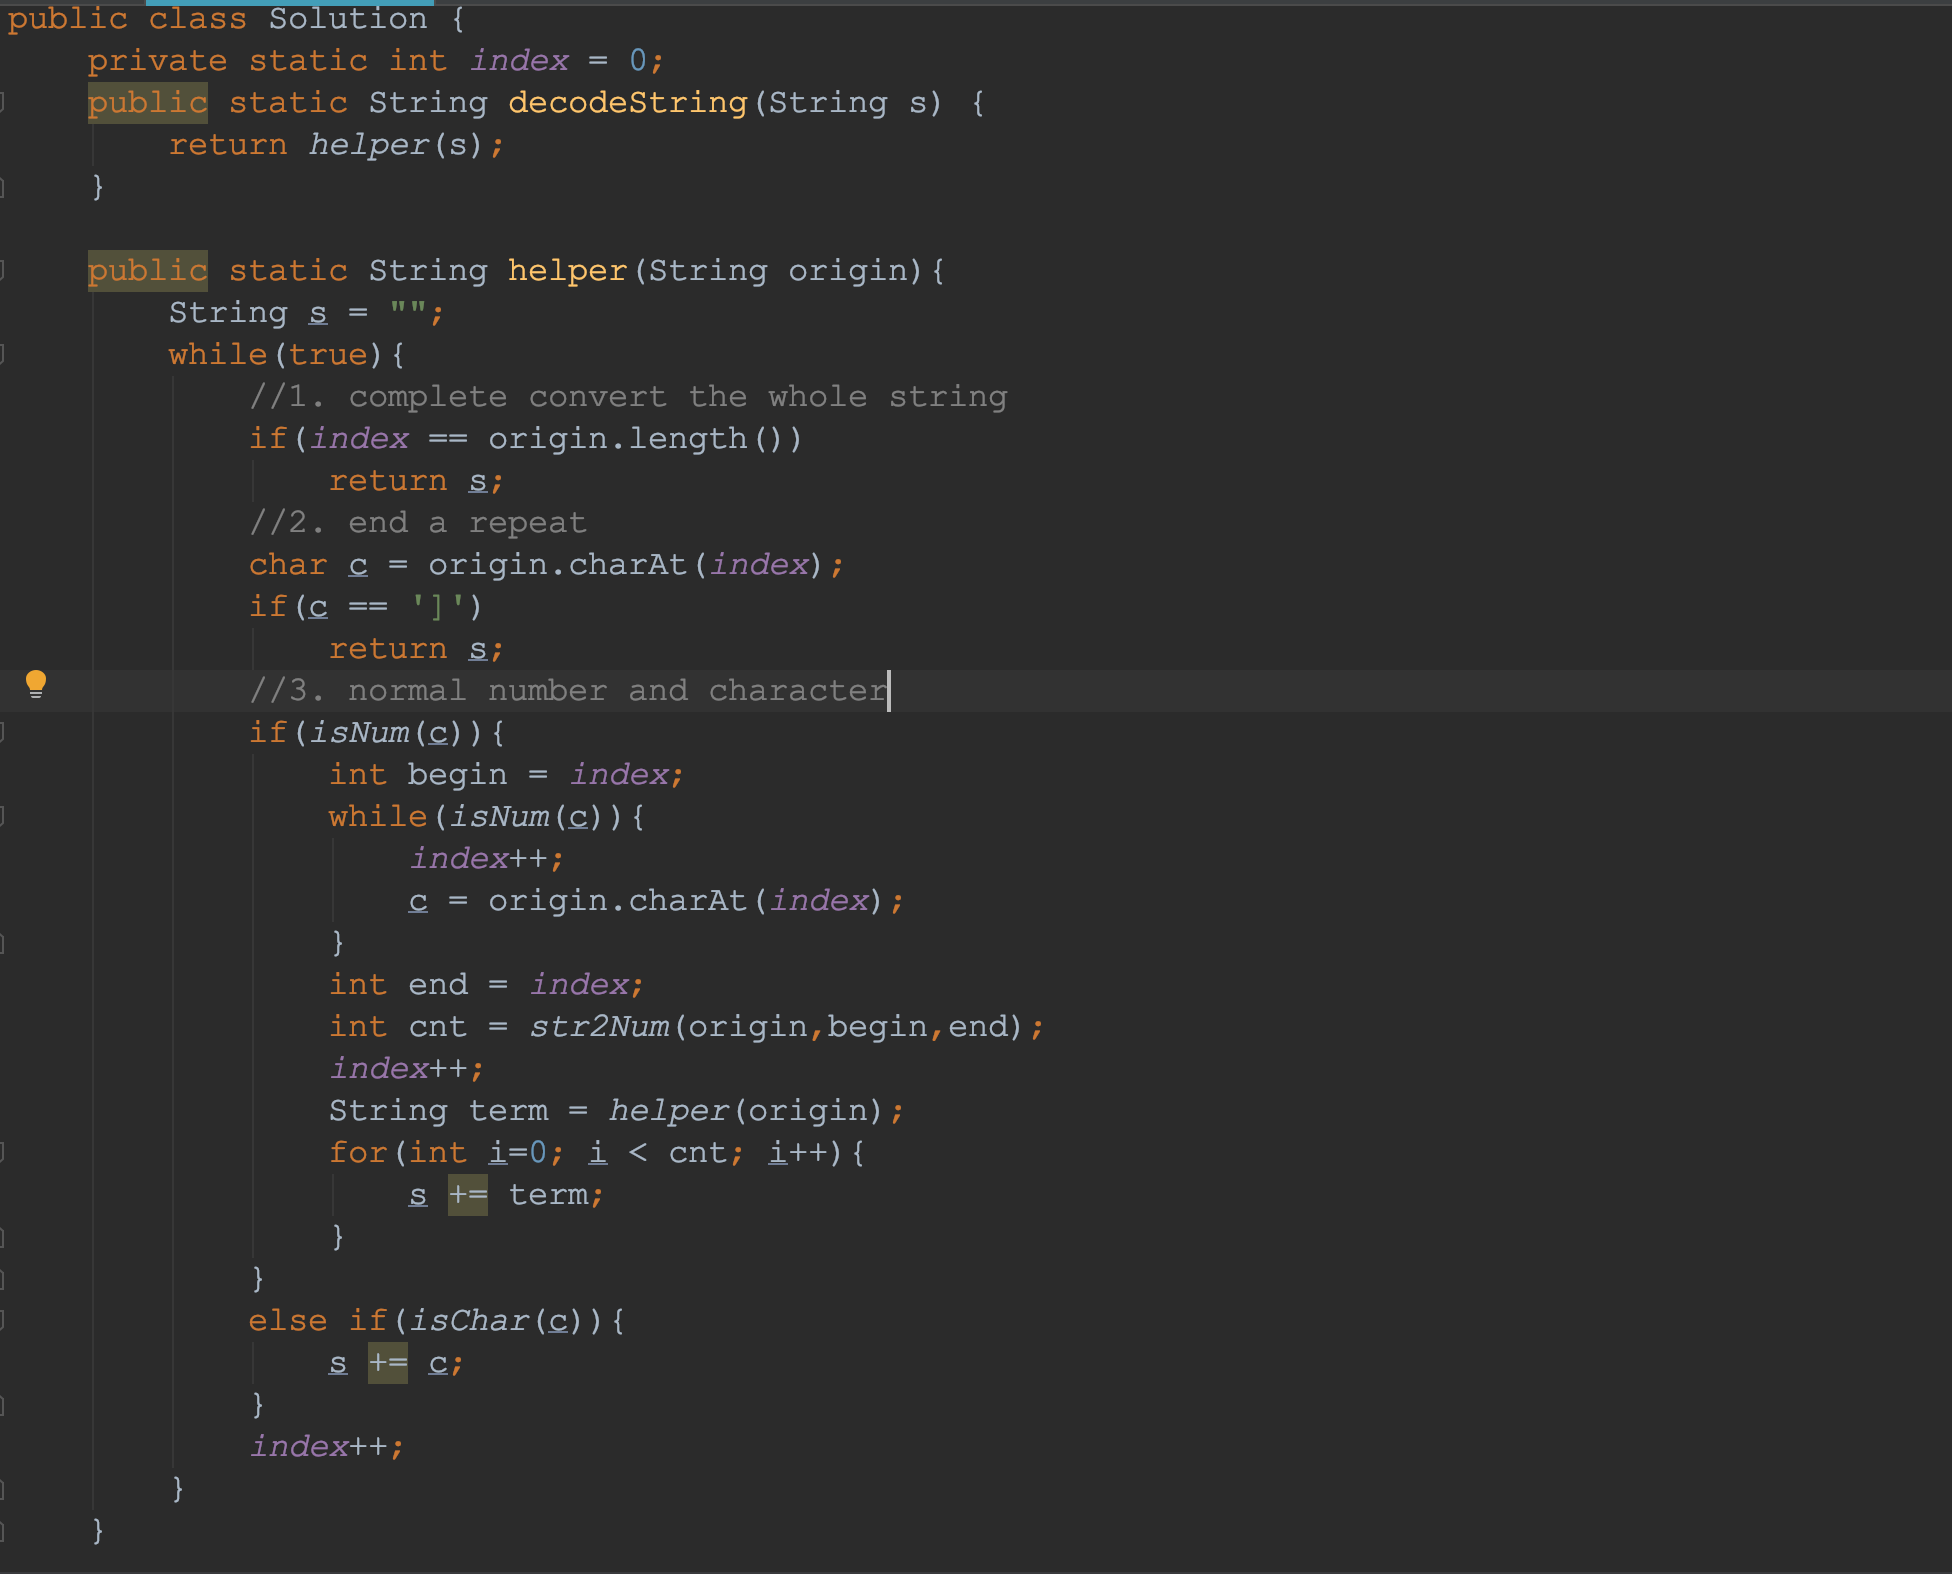 public class Solution {
    private static int index = 0;
    public static String decodeString(String s) {
        return helper(s);
    }

    public static String helper(String origin){
        String s = "";
        while(true){
            //1. complete convert the whole string
            if(index == origin.length())
                return s;
            //2. end a repeat
            char c = origin.charAt(index);
            if(c == ']')
                return s;
            //3. normal number and character
            if(isNum(c)){
                int begin = index;
                while(isNum(c)){
                    index++;
                    c = origin.charAt(index);
                }
                int end = index;
                int cnt = str2Num(origin,begin,end);
                index++;
                String term = helper(origin);
                for(int i=0; i < cnt; i++){
                    s += term;
                }
            }
            else if(isChar(c)){
                s += c;
            }
            index++;
        }
    }